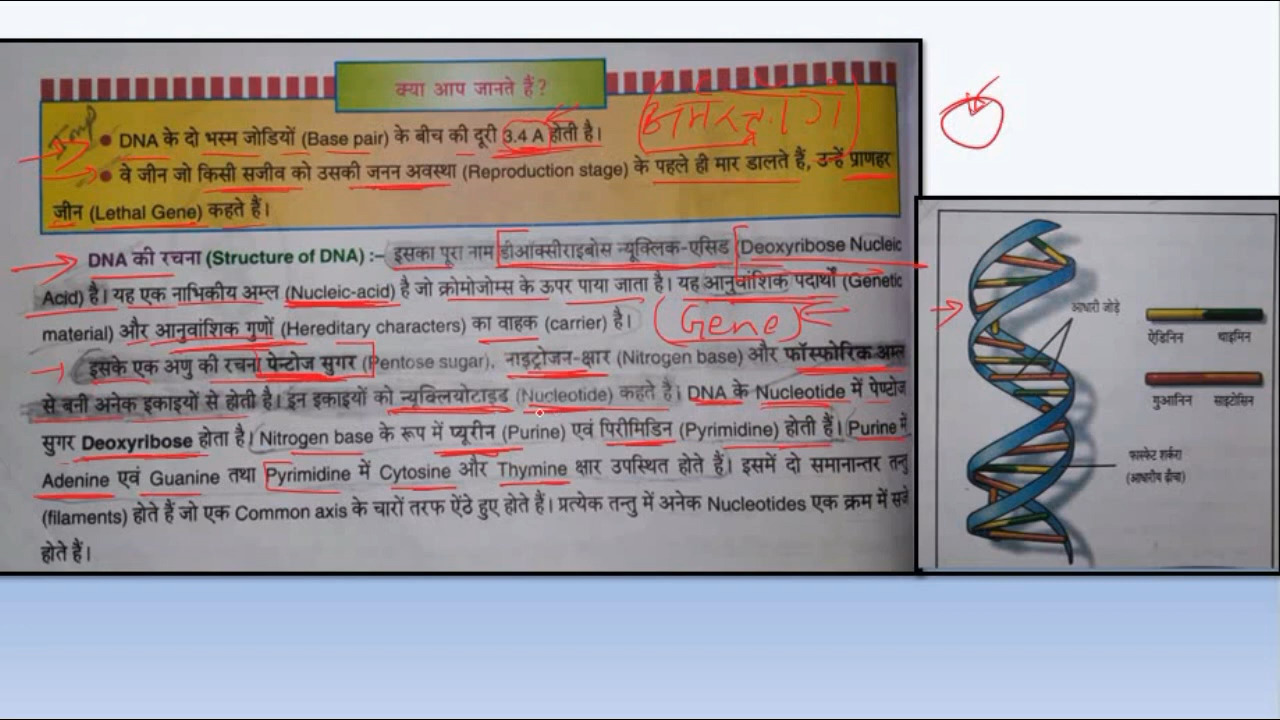 क्या आप जानते हैं?
Imp
• DNA के दो भस्म जोडियों (Base pair) के बीच की दूरी 3.4 A होती है।
• वे जीन जो किसी सजीव को उसकी जनन अवस्था (Reproduction stage) के पहले ही मार डालते हैं, उन्हें प्राणहर
जीन (Lethal Gene) कहते हैं।
DNA की रचना (Structure of DNA) :– इसका पूरा नाम डीऑक्सीराइबोस न्यूक्लिक-एसिड (Deoxyribose Nucleic
Acid) है। यह एक नाभिकीय अम्ल (Nucleic-acid) है जो क्रोमोजोम्स के ऊपर पाया जाता है। यह आनुवांशिक पदार्थों (Genetic
material) और आनुवांशिक गुणों (Hereditary characters) का वाहक (carrier) है।
(Gene)
इसके एक अणु की रचना पेन्टोज सुगर (Pentose sugar), नाइट्रोजन-क्षार (Nitrogen base) और फॉस्फोरिक अम्ल
से बनी अनेक इकाइयों से होती है। इन इकाइयों को न्यूक्लियोटाइड (Nucleotide) कहते है। DNA के Nucleotide में पेण्टोज
सुगर Deoxyribose होता है। Nitrogen base के रूप में प्यूरीन (Purine) एवं पिरीमिडिन (Pyrimidine) होती हैं। Purine में
Adenine एवं Guanine तथा Pyrimidine में Cytosine और Thymine क्षार उपस्थित होते हैं। इसमें दो समानान्तर तन्तु
(filaments) होते हैं जो एक Common axis के चारों तरफ ऐंठे हुए होते हैं। प्रत्येक तन्तु में अनेक Nucleotides एक क्रम में सजे
होते हैं।
आधारी जोड़े
ऐडिनिन थाइमिन
गुआनिन साइटोसिन
फास्फेट शर्करा
(आधारीय ढाँचा)